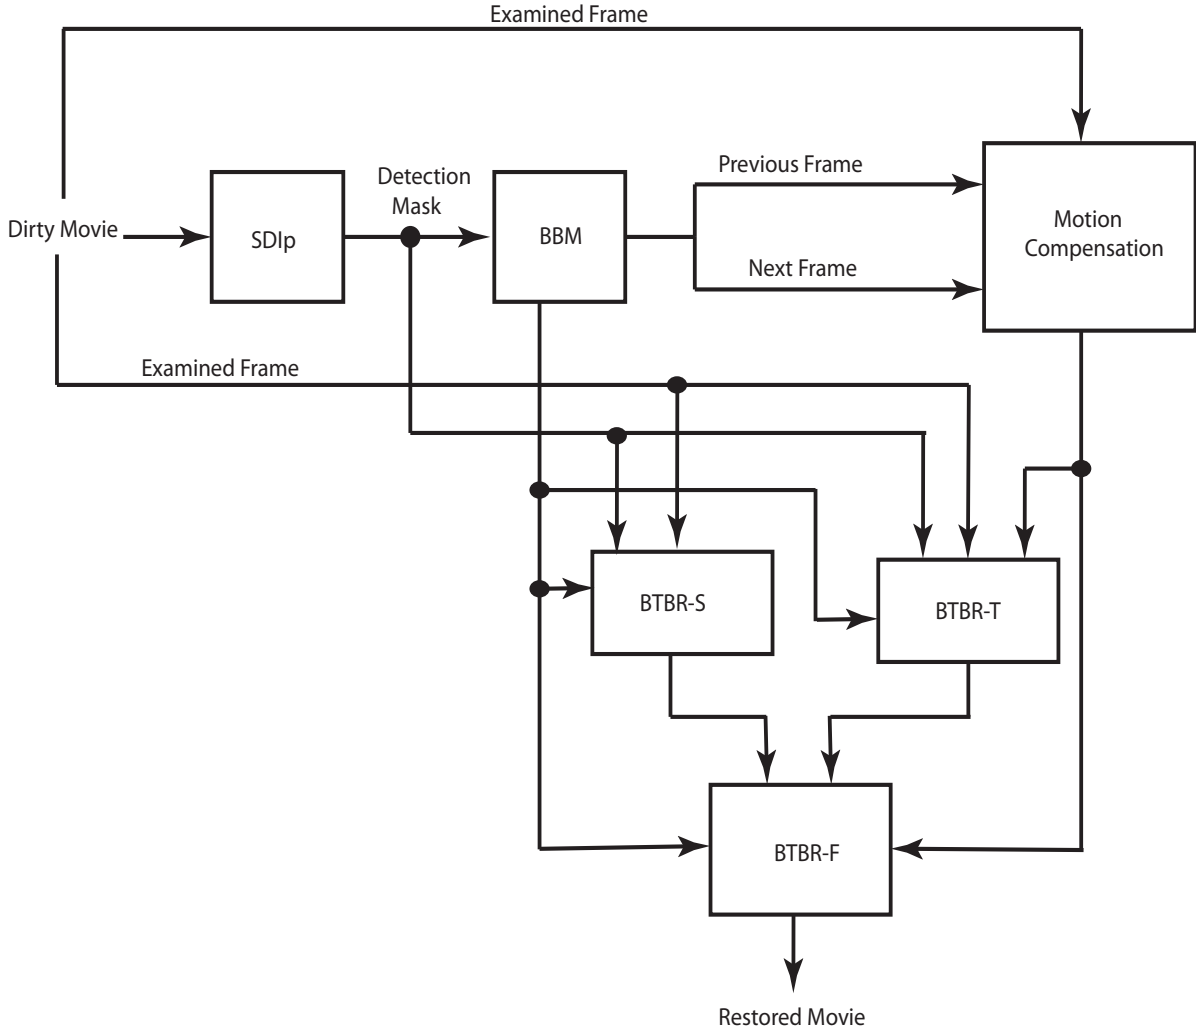 Examined Frame
Detection
Mask
Previous Frame
Motion
Compensation
Dirty Movie
SDIp
BBM
Next Frame
Examined Frame
BTBR-S
BTBR-T
BTBR-F
Restored Movie